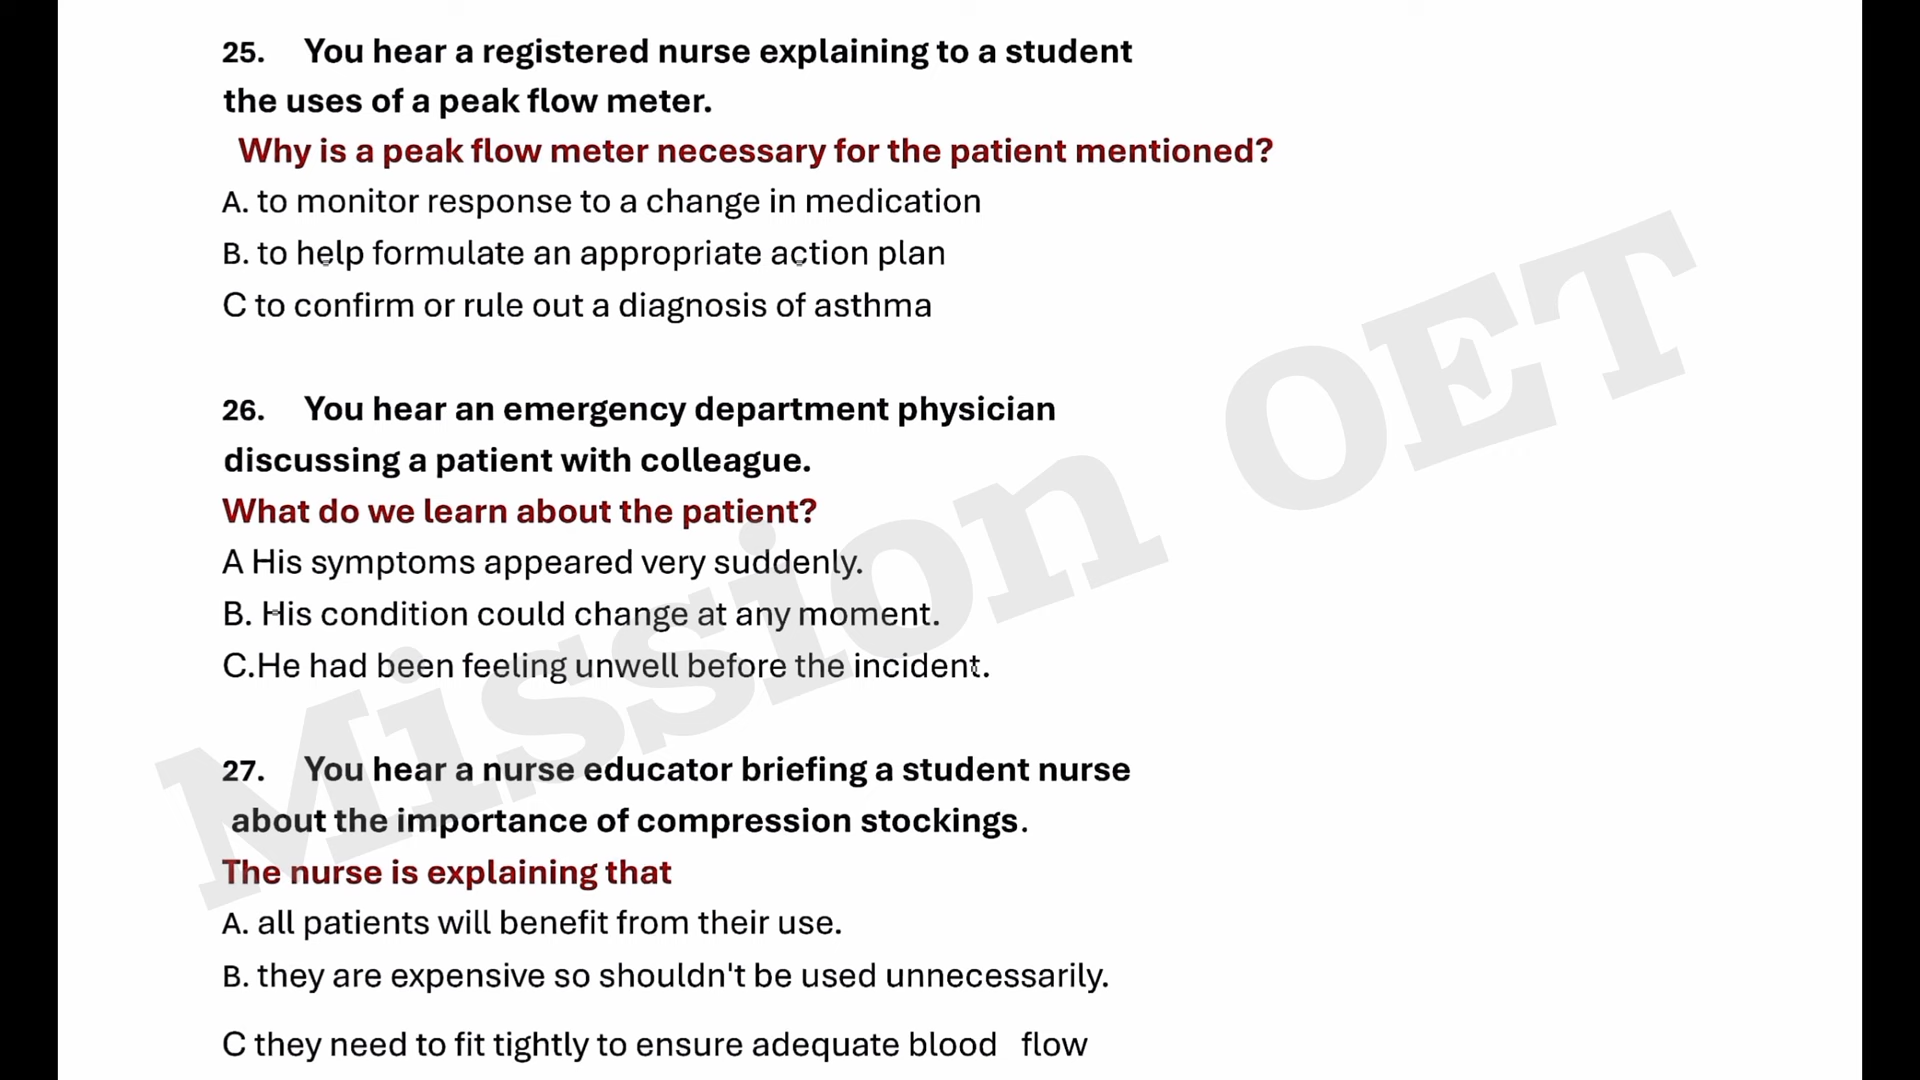 25. You hear a registered nurse explaining to a student
the uses of a peak flow meter.
Why is a peak flow meter necessary for the patient mentioned?
A. to monitor response to a change in medication
B. to help formulate an appropriate action plan
C to confirm or rule out a diagnosis of asthma
26. You hear an emergency department physician
discussing a patient with colleague.
What do we learn about the patient?
A His symptoms appeared very suddenly.
B. His condition could change at any moment.
C.He had been feeling unwell before the incident.
27. You hear a nurse educator briefing a student nurse
about the importance of compression stockings.
The nurse is explaining that
A. all patients will benefit from their use.
B. they are expensive so shouldn't be used unnecessarily.
C they need to fit tightly to ensure adequate blood flow
Mission OET